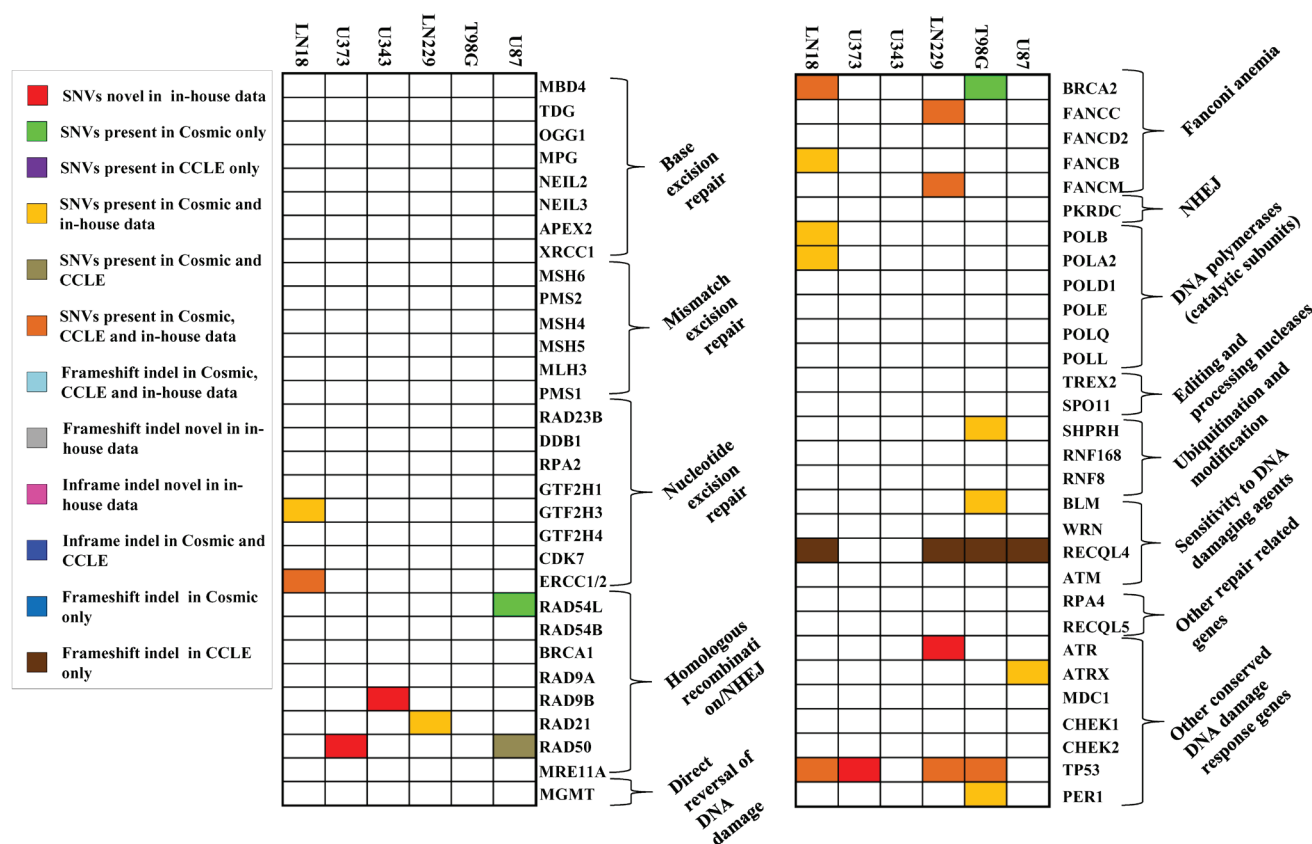 LN18
U373
U343
LN229
T98G
U87
SNVs novel in  in-house data
SNVs present in Cosmic only
SNVs present in CCLE only
SNVs present in Cosmic and
in-house data
SNVs present in Cosmic and
CCLE
SNVs present in Cosmic,
CCLE and in-house data
Frameshift indel in Cosmic,
CCLE and in-house data
Frameshift indel novel in in-
house data
Inframe indel novel in in-
house data
Inframe indel in Cosmic and
CCLE
Frameshift indel  in Cosmic
only
Frameshift indel  in CCLE
only
MBD4
TDG
OGG1
MPG
NEIL2
NEIL3
APEX2
XRCC1
MSH6
PMS2
MSH4
MSH5
MLH3
PMS1
RAD23B
DDB1
RPA2
GTF2H1
GTF2H3
GTF2H4
CDK7
ERCC1/2
RAD54L
RAD54B
BRCA1
RAD9A
RAD9B
RAD21
RAD50
MRE11A
MGMT
Base
excision
repair
Mismatch
excision
repair
Nucleotide
excision
repair
Homologous
recombinati
on/NHEJ
Direct
reversal of
DNA
damage
LN18
U373
U343
LN229
T98G
U87
BRCA2
FANCC
FANCD2
FANCB
FANCM
PKRDC
POLB
POLA2
POLD1
POLE
POLQ
POLL
TREX2
SPO11
SHPRH
RNF168
RNF8
BLM
WRN
RECQL4
ATM
RPA4
RECQL5
ATR
ATRX
MDC1
CHEK1
CHEK2
TP53
PER1
Fanconi anemia
NHEJ
DNA polymerases
(catalytic subunits)
Editing and
processing nucleases
Ubiquitination and
modification
Sensitivity to DNA
damaging agents
Other repair related
genes
Other conserved
DNA damage
response genes